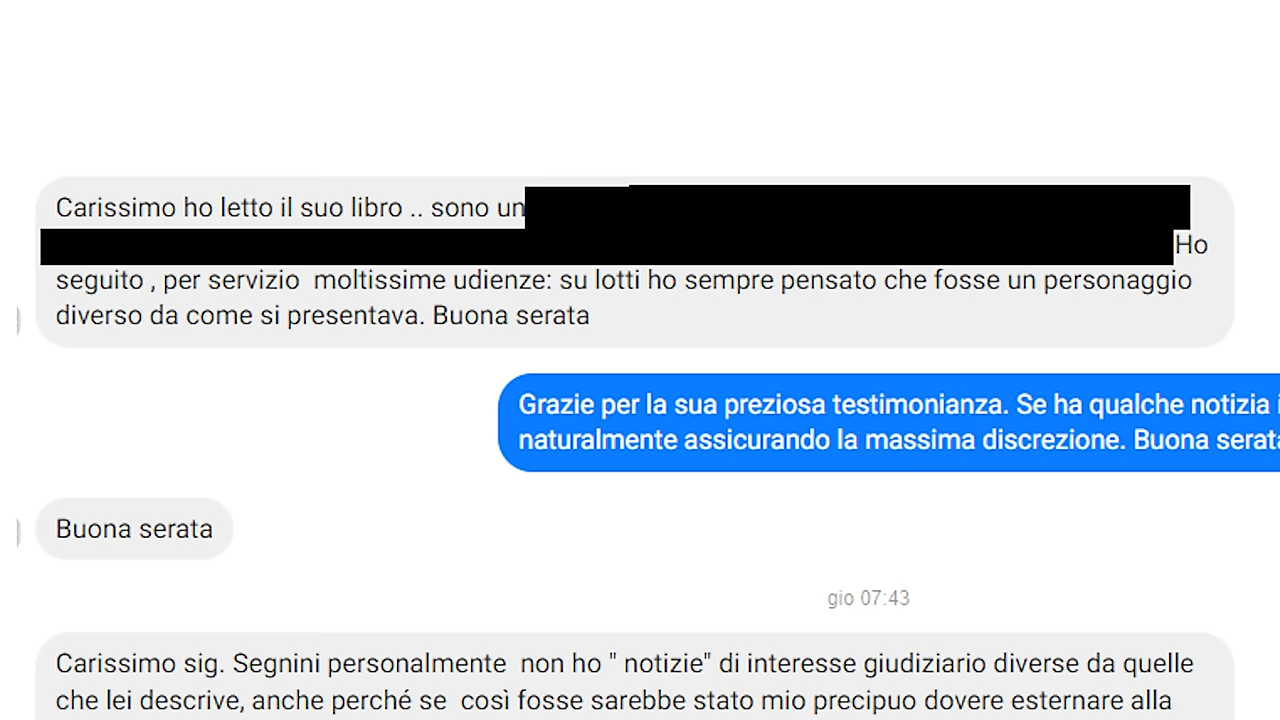 Carissimo ho letto il suo libro .. sono un
Ho
seguito , per servizio  moltissime udienze: su lotti ho sempre pensato che fosse un personaggio
diverso da come si presentava. Buona serata
Grazie per la sua preziosa testimonianza. Se ha qualche notizia
naturalmente assicurando la massima discrezione. Buona
Buona serata
gio 07:43
Carissimo sig. Segnini personalmente  non ho " notizie" di interesse giudiziario diverse da quelle
che lei descrive, anche perché se  così fosse sarebbe stato mio precipuo dovere esternare alla